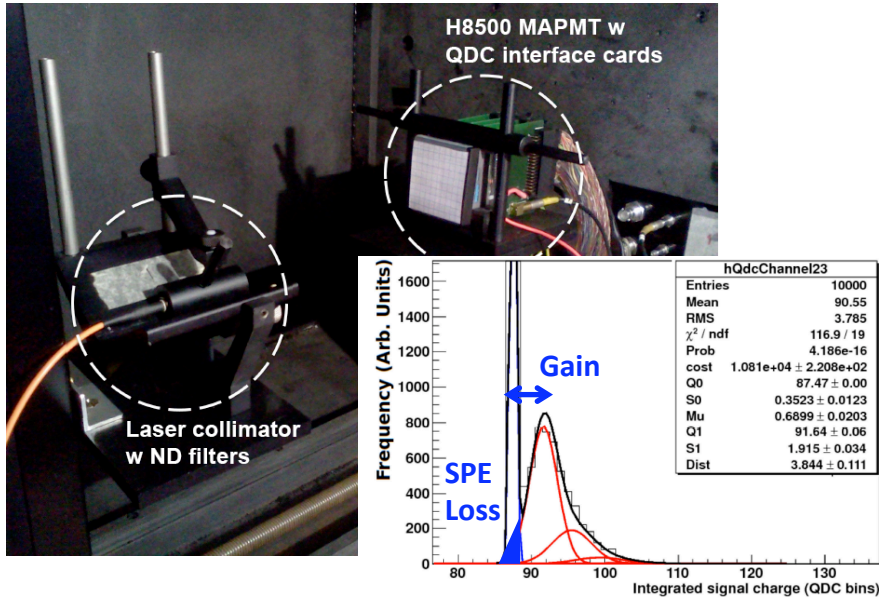 H8500 MAPMT w
QDC interface cards
Laser collimator
w ND filters
Frequency (Arb. Units)
1600
1400
1200
1000
800
600
400
200
0
80
90
100
110
120
130
Integrated signal charge (QDC bins)
Gain
SPE
Loss
hQdcChannel23
Entries 10000
Mean 90.55
RMS 3.785
χ² / ndf 116.9 / 19
Prob 4.186e-16
cost 1.081e+04 ± 2.208e+02
Q0 87.47 ± 0.00
S0 0.3523 ± 0.0123
Mu 0.6899 ± 0.0203
Q1 91.64 ± 0.06
S1 1.915 ± 0.034
Dist 3.844 ± 0.111